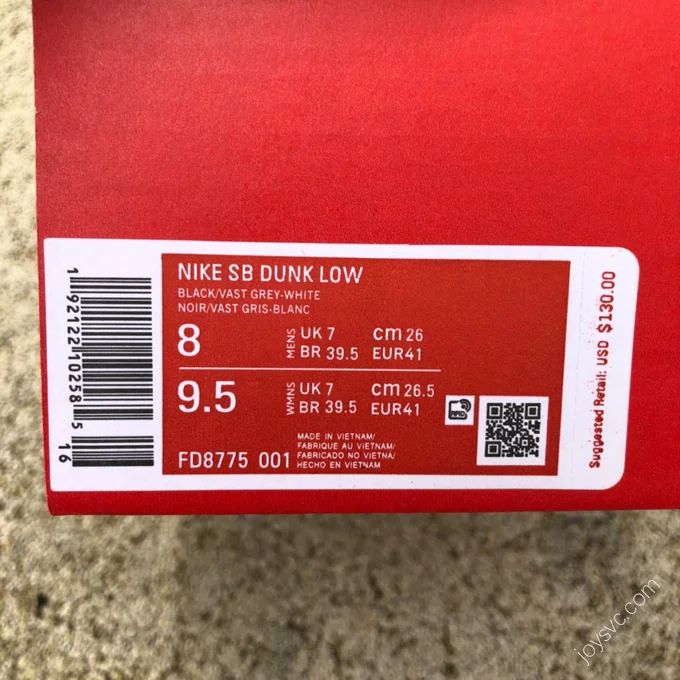 NIKE SB DUNK LOW
BLACK/VAST GREY-WHITE
NOIR/VAST GRIS-BLANC
8 MENS UK 7 cm 26
BR 39.5 EUR41
9.5 WMNS UK 7 cm 26.5
BR 39.5 EUR41
FD8775 001
MADE IN VIETNAM/
FABRIQUE AU VIETNAM/
FABRICADO NO VIETNA/
HECHO EN VIETNAM
1 92122 10258 5
16
Suggested Retail: USD $130.00
joysvc.com